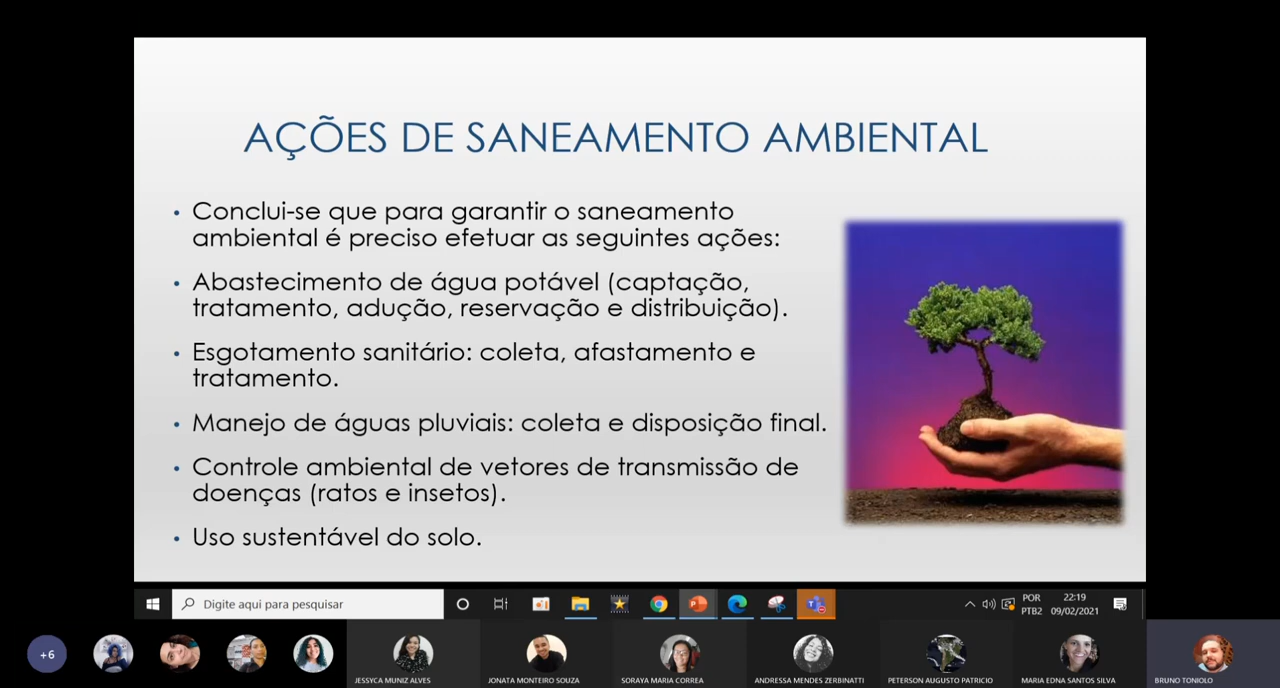 AÇÕES DE SANEAMENTO AMBIENTAL
• Conclui-se que para garantir o saneamento
ambiental é preciso efetuar as seguintes ações:
• Abastecimento de água potável (captação,
tratamento, adução, reservação e distribuição).
• Esgotamento sanitário: coleta, afastamento e
tratamento.
• Manejo de águas pluviais: coleta e disposição final.
• Controle ambiental de vetores de transmissão de
doenças (ratos e insetos).
• Uso sustentável do solo.
Digite aqui para pesquisar
POR
PTB2
22:19
09/02/2021
+6
JESSYCA MUNIZ ALVES
JONATA MONTEIRO SOUZA
SORAYA MARIA CORREA
ANDRESSA MENDES ZERBINATTI
PETERSON AUGUSTO PATRICIO
MARIA EDNA SANTOS SILVA
BRUNO TONIOLO